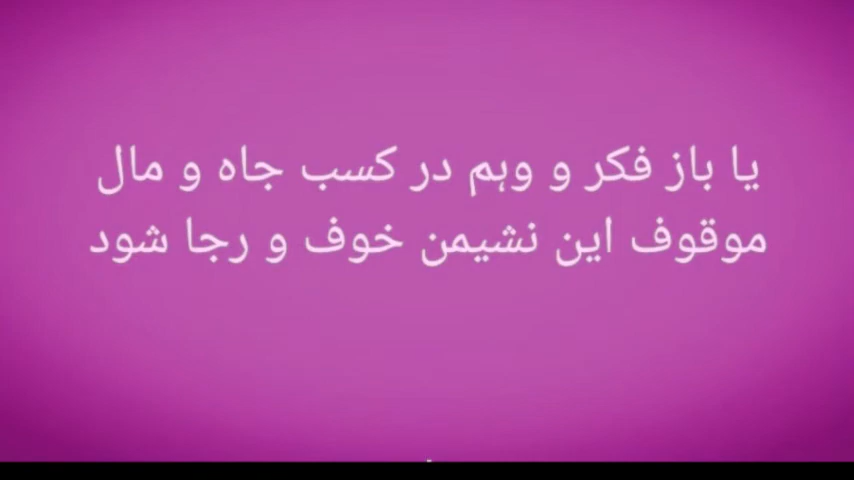 یا باز فکر و وهم در کسب جاه و مال
موقوف این نشیمن خوف و رجا شود